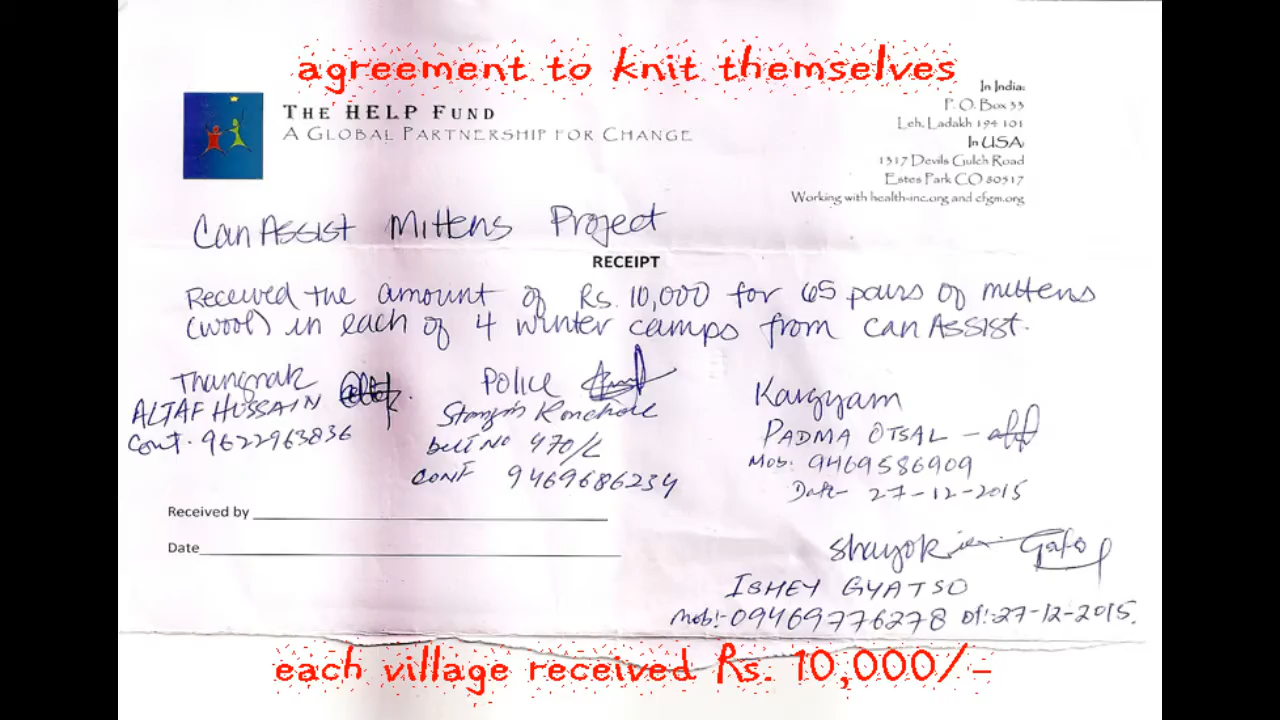 agreement to knit themselves
THE HELP FUND
A GLOBAL PARTNERSHIP FOR CHANGE
In India:
P. O. Box 33
Leh, Ladakh 194 101
In USA:
1317 Devils Gulch Road
Estes Park CO 80517
Working with health-inc.org and cfgm.org
CanAssist Mittens Project
RECEIPT
Received the amount of Rs. 10,000 for 65 pairs of mittens
(wool) in each of 4 winter camps from CanAssist.
Thangnak
ALTAF HUSSAIN
Cont. 9622963836
Police
belt No 470/L
CONT 9469686234
Kargyam
PADMA OTSAL -
Mob: 9469586909
Date- 27-12-2015
Received by
Date
Shayok
ISHEY GYATSO
Mob:- 09469776278 Dt:-27-12-2015.
each village received Rs. 10,000/-